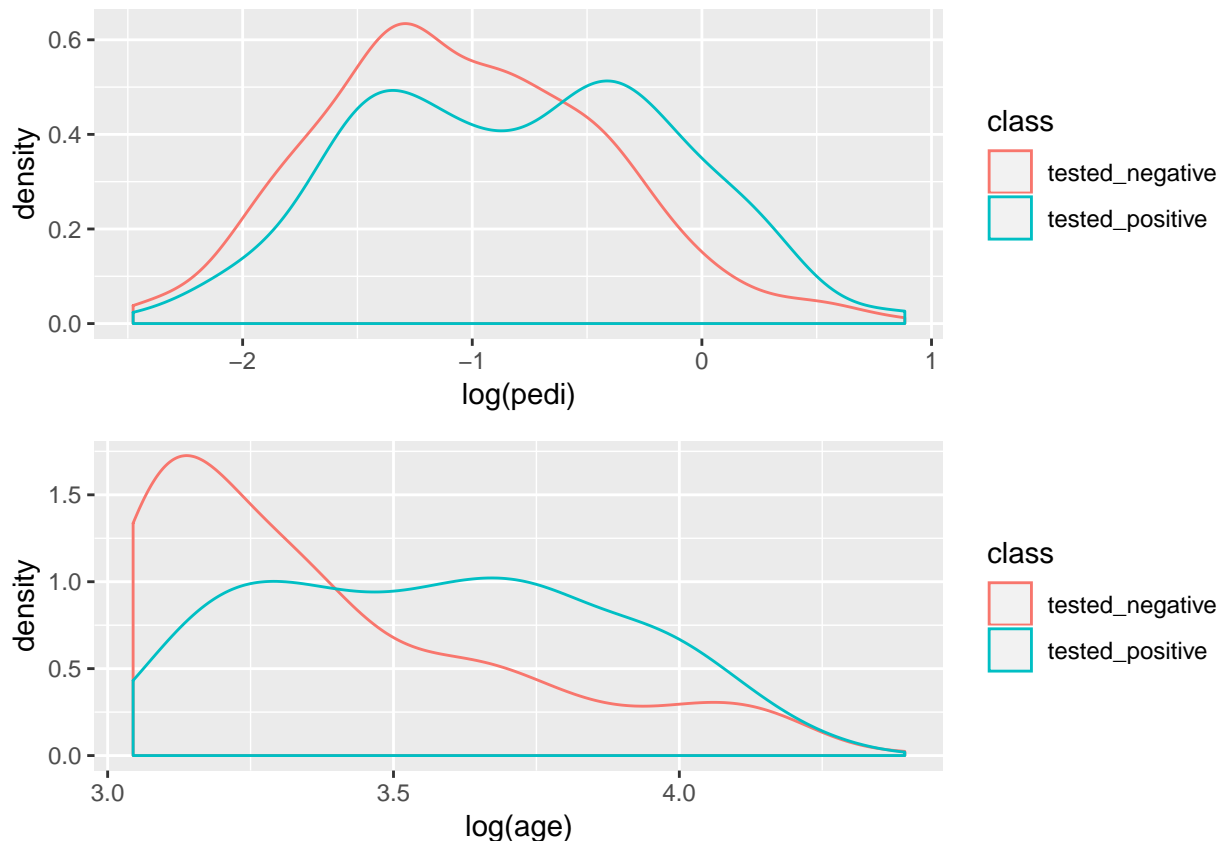 0.6
0.4
0.2
0.0
density
−2
−1
0
1
log(pedi)
class
tested_negative
tested_positive
1.5
1.0
0.5
0.0
density
3.0
3.5
4.0
log(age)
class
tested_negative
tested_positive